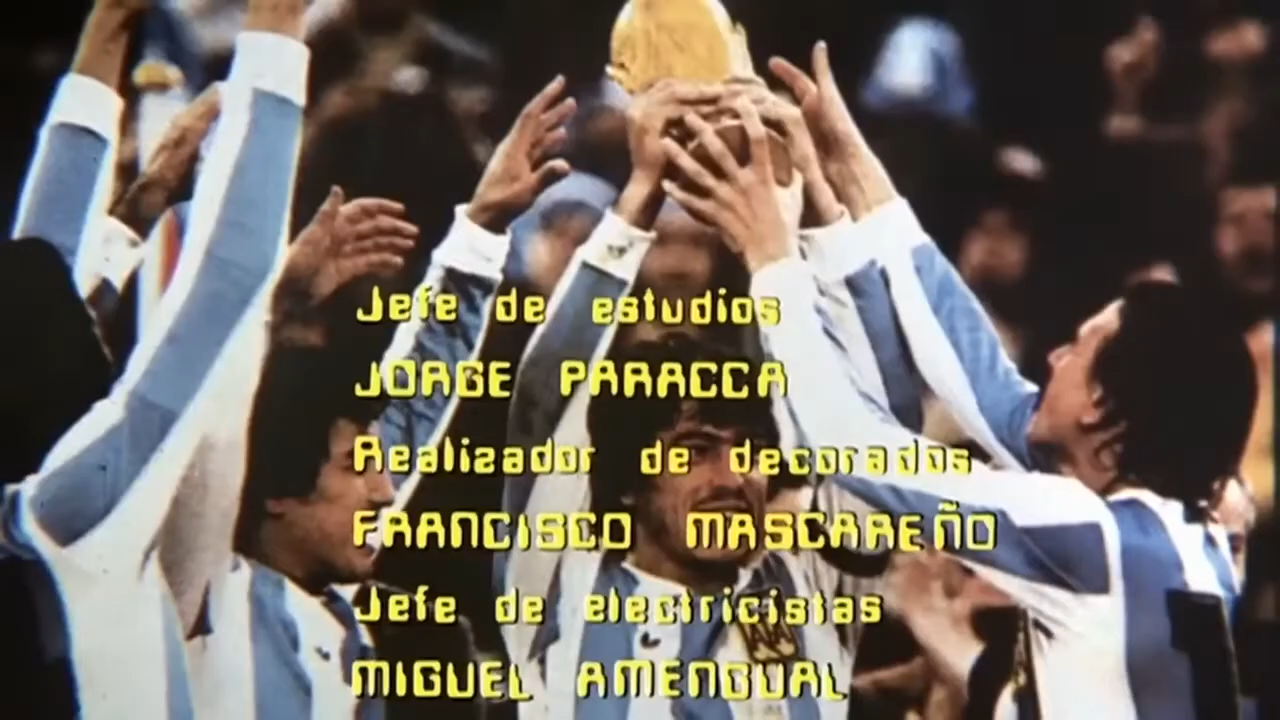 Jefe de estudios
JORGE PARACCA
Realizador de decorados
FRANCISCO MASCAREÑO
Jefe de electricistas
MIGUEL AMENGUAL